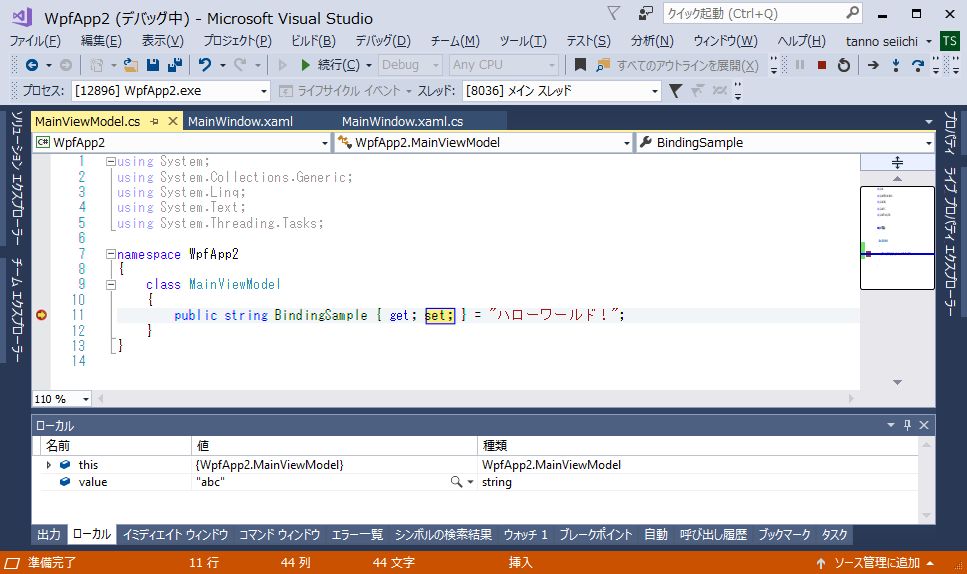 WpfApp2 (デバッグ中) - Microsoft Visual Studio
クイック起動 (Ctrl+Q)
ファイル(F) 編集(E) 表示(V) プロジェクト(P) ビルド(B) デバッグ(D) チーム(M) ツール(T) テスト(S) 分析(N) ウィンドウ(W) ヘルプ(H) tanno seiichi TS
続行(C) Debug Any CPU すべてのアウトラインを展開(X)
プロセス: [12896] WpfApp2.exe ライフサイクル イベント スレッド: [8036] メイン スレッド
ソリューション エクスプローラー
チーム エクスプローラー
MainViewModel.cs MainWindow.xaml MainWindow.xaml.cs
C# WpfApp2 WpfApp2.MainViewModel BindingSample
1 using System;
2 using System.Collections.Generic;
3 using System.Linq;
4 using System.Text;
5 using System.Threading.Tasks;
6
7 namespace WpfApp2
8 {
9 class MainViewModel
10 {
11 public string BindingSample { get; set; } = "ハローワールド！";
12 }
13 }
14
110 %
プロパティ
ライブ プロパティ エクスプローラー
ローカル
名前 値 種類
this {WpfApp2.MainViewModel} WpfApp2.MainViewModel
value "abc" string
出力 ローカル イミディエイト ウィンドウ コマンド ウィンドウ エラー一覧 シンボルの検索結果 ウォッチ 1 ブレークポイント 自動 呼び出し履歴 ブックマーク タスク
準備完了 11 行 44 列 44 文字 挿入 ソース管理に追加